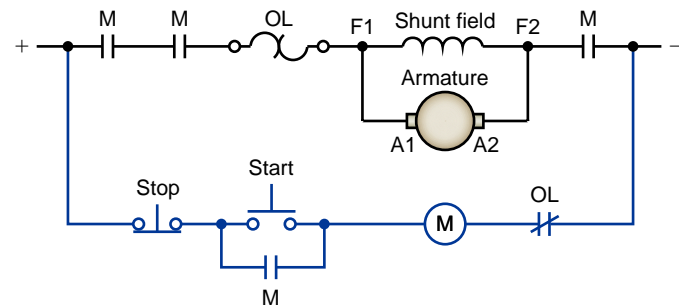 M M OL F1 Shunt field F2 M
+ −
Armature
A1 A2
Stop Start OL
M
M